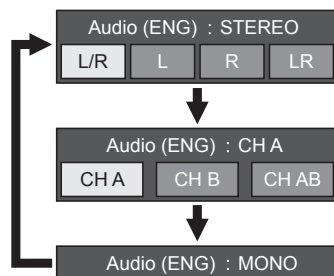 Audio (ENG) : STEREO
L/R L R LR
Audio (ENG) : CH A
CH A CH B CH AB
Audio (ENG) : MONO